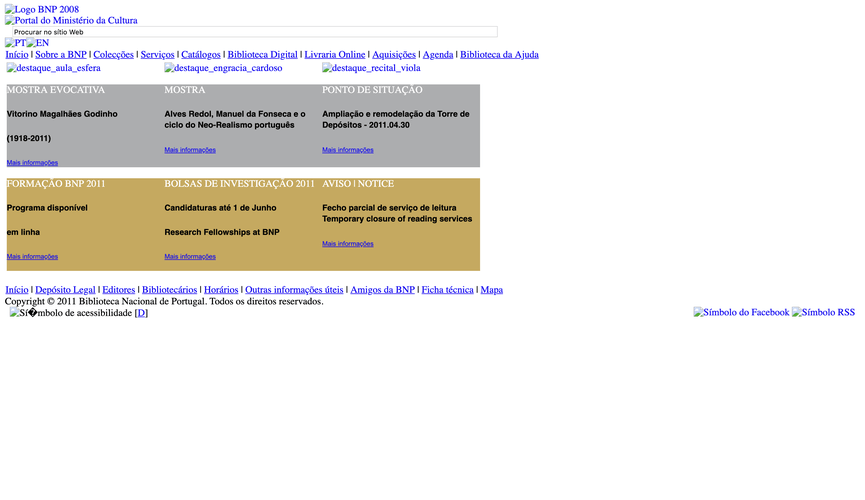 Logo BNP 2008
Portal do Ministério da Cultura
Procurar no sítio Web
PT EN
Início | Sobre a BNP | Colecções | Serviços | Catálogos | Biblioteca Digital | Livraria Online | Aquisições | Agenda | Biblioteca da Ajuda
destaque_aula_esfera destaque_engracia_cardoso destaque_recital_viola
MOSTRA EVOCATIVA
Vitorino Magalhães Godinho
(1918-2011)
Mais informações
MOSTRA
Alves Redol, Manuel da Fonseca e o
ciclo do Neo-Realismo português
Mais informações
PONTO DE SITUAÇÃO
Ampliação e remodelação da Torre de
Depósitos - 2011.04.30
Mais informações
FORMAÇÃO BNP 2011
Programa disponível
em linha
Mais informações
BOLSAS DE INVESTIGAÇÃO 2011
Candidaturas até 1 de Junho
Research Fellowships at BNP
Mais informações
AVISO | NOTICE
Fecho parcial de serviço de leitura
Temporary closure of reading services
Mais informações
Início | Depósito Legal | Editores | Bibliotecários | Horários | Outras informações úteis | Amigos da BNP | Ficha técnica | Mapa
Copyright © 2011 Biblioteca Nacional de Portugal. Todos os direitos reservados.
Sí�mbolo de acessibilidade [D] Símbolo do Facebook Símbolo RSS